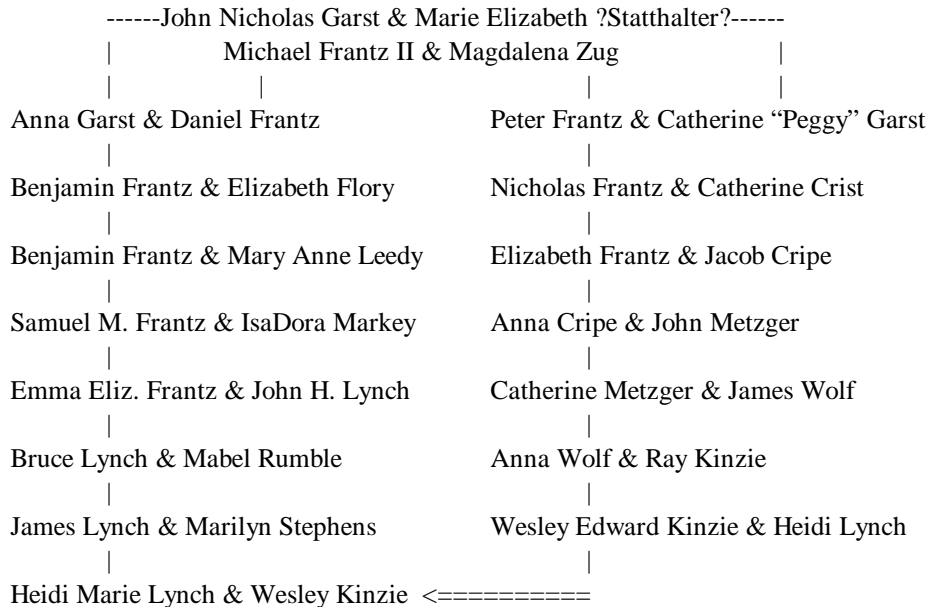 ------John Nicholas Garst & Marie Elizabeth ?Statthalter?------
| Michael Frantz II & Magdalena Zug |
| | | |
Anna Garst & Daniel Frantz Peter Frantz & Catherine “Peggy” Garst
| |
Benjamin Frantz & Elizabeth Flory Nicholas Frantz & Catherine Crist
| |
Benjamin Frantz & Mary Anne Leedy Elizabeth Frantz & Jacob Cripe
| |
Samuel M. Frantz & IsaDora Markey Anna Cripe & John Metzger
| |
Emma Eliz. Frantz & John H. Lynch Catherine Metzger & James Wolf
| |
Bruce Lynch & Mabel Rumble Anna Wolf & Ray Kinzie
| |
James Lynch & Marilyn Stephens Wesley Edward Kinzie & Heidi Lynch
| |
Heidi Marie Lynch & Wesley Kinzie <==========